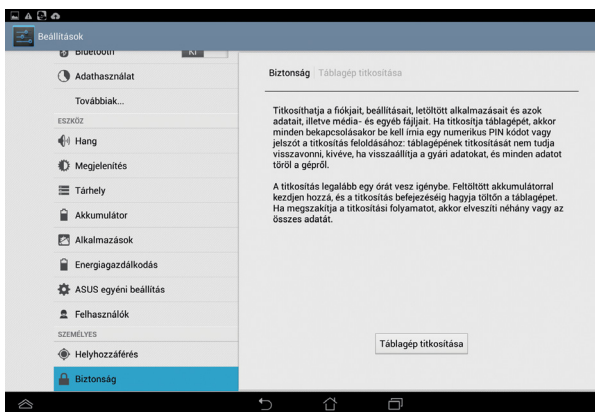 Beállítások
Bluetooth KI
Adathasználat
Továbbiak...
ESZKÖZ
Hang
Megjelenítés
Tárhely
Akkumulátor
Alkalmazások
Energiagazdálkodás
ASUS egyéni beállítás
Felhasználók
SZEMÉLYES
Helyhozzáférés
Biztonság
Biztonság Táblagép titkosítása
Titkosíthatja a fiókjait, beállításait, letöltött alkalmazásait és azok
adatait, illetve média- és egyéb fájljait. Ha titkosítja táblagépét, akkor
minden bekapcsolásakor be kell írnia egy numerikus PIN kódot vagy
jelszót a titkosítás feloldásához: táblagépének titkosítását nem tudja
visszavonni, kivéve, ha visszaállítja a gyári adatokat, és minden adatot
töröl a gépről.
A titkosítás legalább egy órát vesz igénybe. Feltöltött akkumulátorral
kezdjen hozzá, és a titkosítás befejezéséig hagyja töltőn a táblagépet.
Ha megszakítja a titkosítási folyamatot, akkor elveszíti néhány vagy az
összes adatát.
Táblagép titkosítása